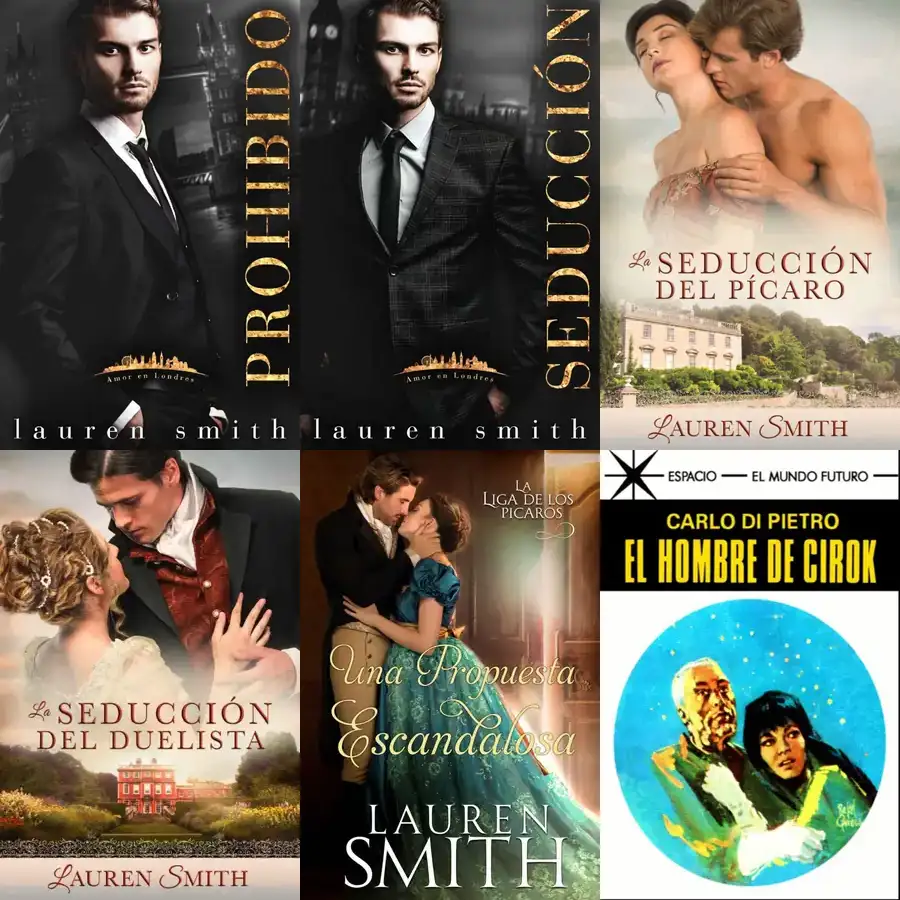 PROHIBIDO
Amor en Londres
lauren smith
SEDUCCIÓN
Amor en Londres
lauren smith
La SEDUCCIÓN
DEL PÍCARO
LAUREN SMITH
La SEDUCCIÓN
DEL DUELISTA
LAUREN SMITH
LA
LIGA DE LOS
PICAROS
Una Propuesta
Escandalosa
LAUREN
SMITH
ESPACIO — EL MUNDO FUTURO
CARLO DI PIETRO
EL HOMBRE DE CIROK